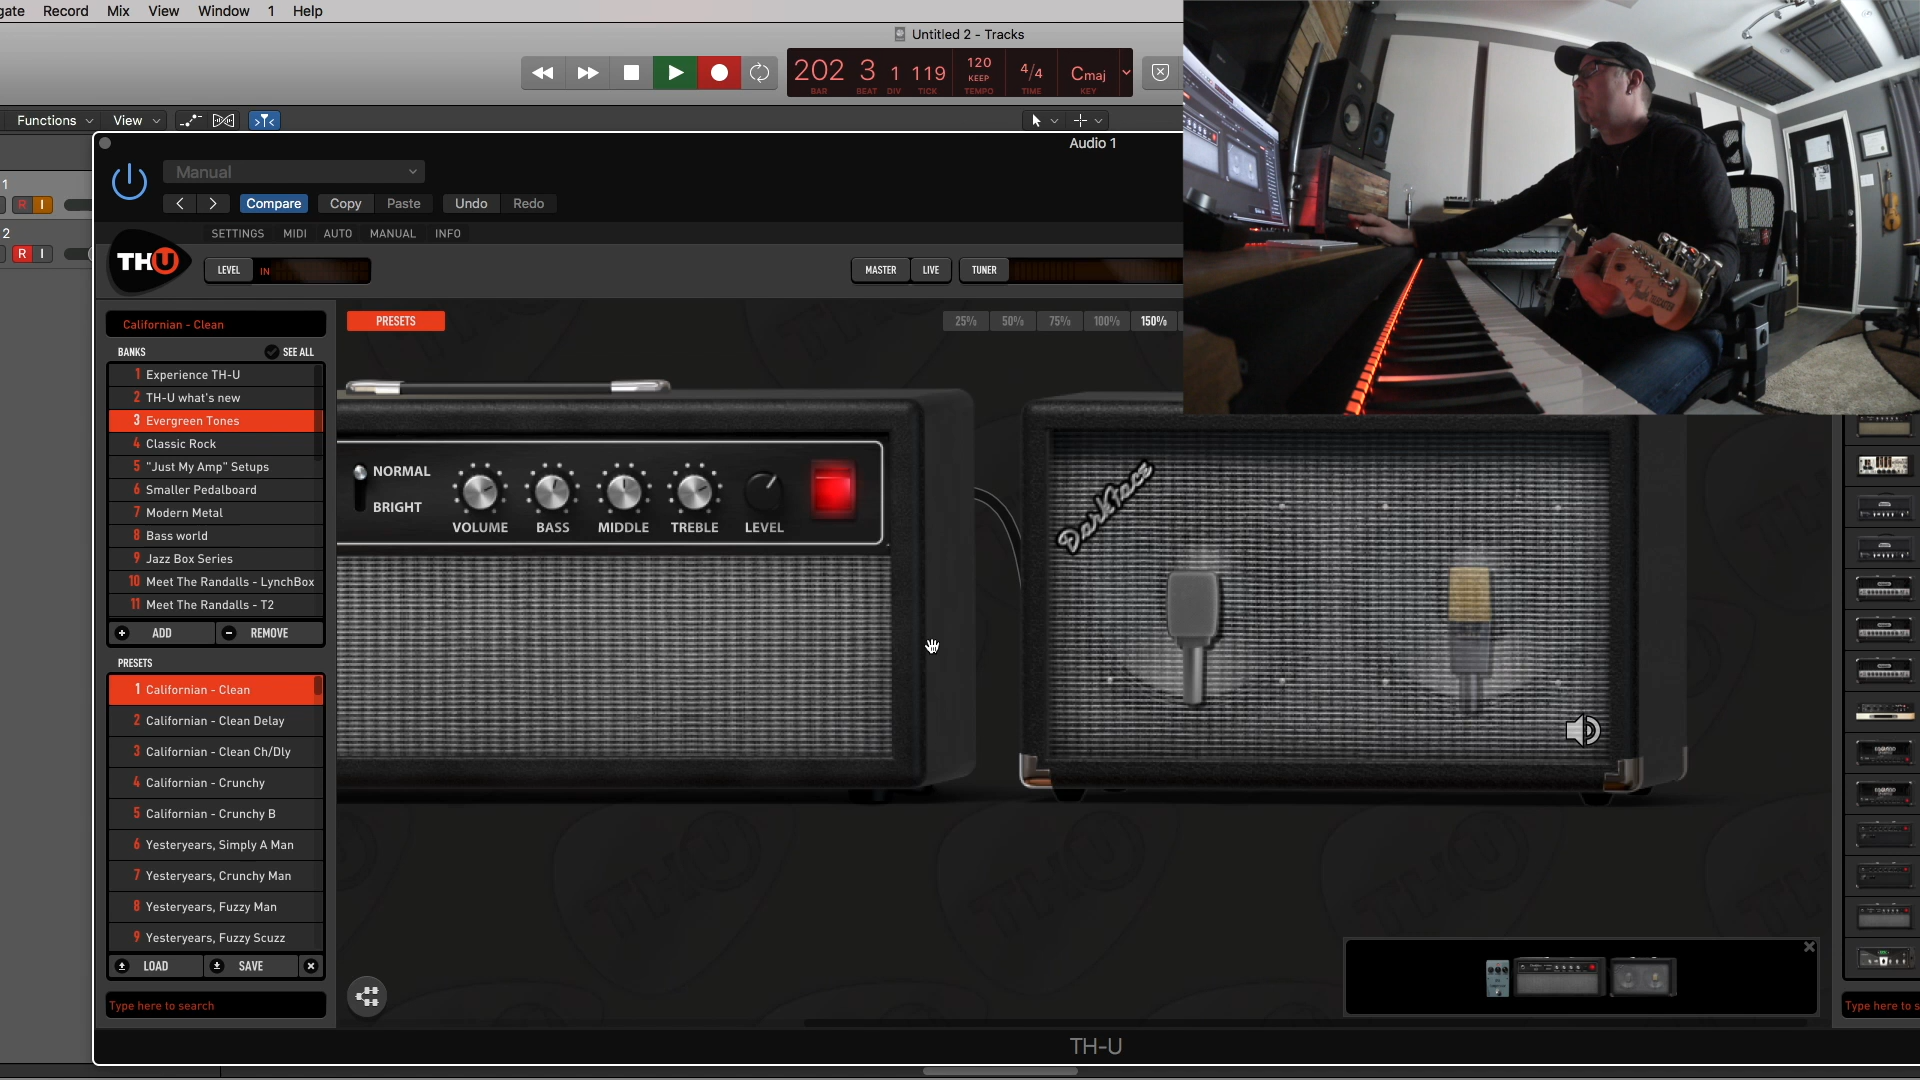 gate Record Mix View Window 1 Help
Untitled 2 - Tracks
202 3 1 119 120 KEEP 4/4 Cmaj
BAR BEAT DIV TICK TEMPO TIME KEY
Functions View
Audio 1
1
Manual
R I
Compare Copy Paste Undo Redo
2
SETTINGS MIDI AUTO MANUAL INFO
R I
THU
LEVEL IN MASTER LIVE TUNER
Californian - Clean
PRESETS
25% 50% 75% 100% 150%
BANKS SEE ALL
1 Experience TH-U
2 TH-U what's new
3 Evergreen Tones
4 Classic Rock
5 "Just My Amp" Setups
6 Smaller Pedalboard
7 Modern Metal
8 Bass world
9 Jazz Box Series
10 Meet The Randalls - LynchBox
11 Meet The Randalls - T2
ADD REMOVE
NORMAL
BRIGHT
VOLUME BASS MIDDLE TREBLE LEVEL
Darkface
PRESETS
1 Californian - Clean
2 Californian - Clean Delay
3 Californian - Clean Ch/Dly
4 Californian - Crunchy
5 Californian - Crunchy B
6 Yesteryears, Simply A Man
7 Yesteryears, Crunchy Man
8 Yesteryears, Fuzzy Man
9 Yesteryears, Fuzzy Scuzz
LOAD SAVE
Type here to search
Type here to s
TH-U